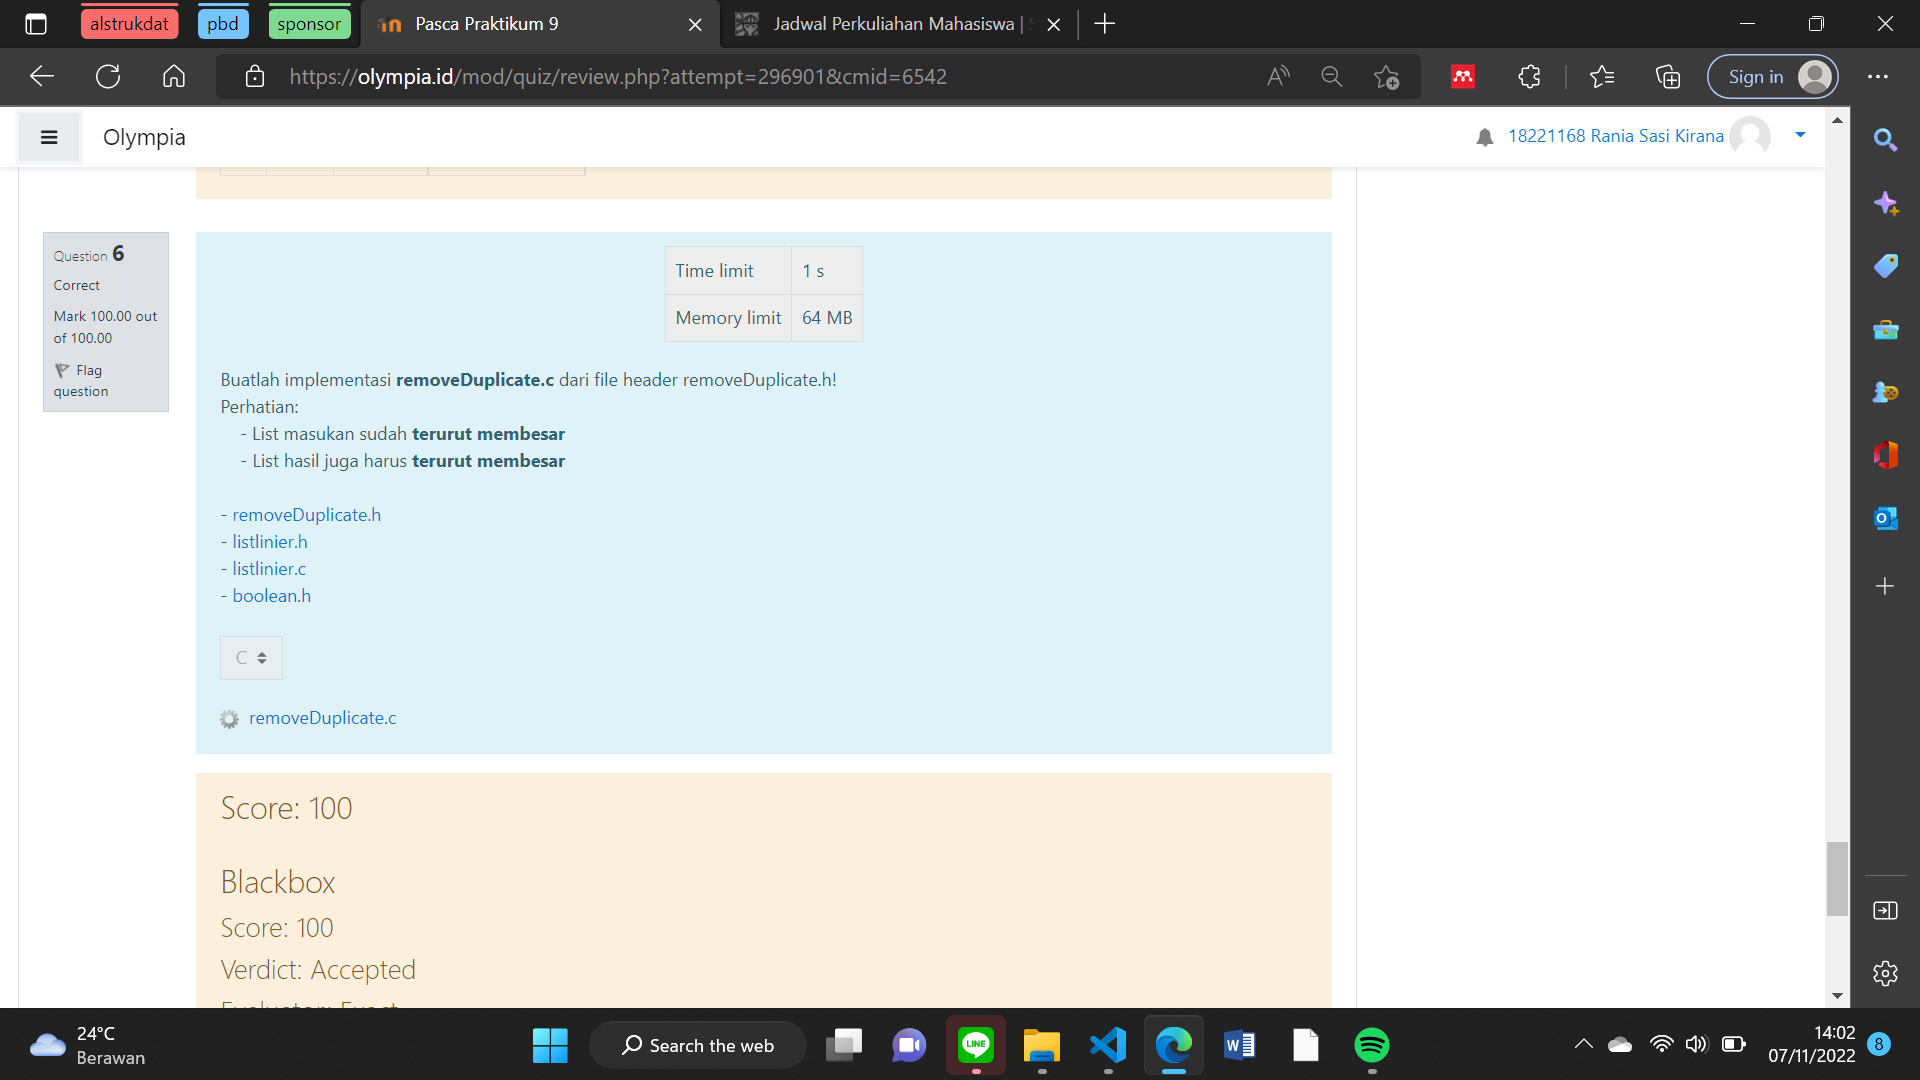 alstrukdat
pbd
sponsor
Pasca Praktikum 9
Jadwal Perkuliahan Mahasiswa |
https://olympia.id/mod/quiz/review.php?attempt=296901&cmid=6542
Sign in
Olympia
18221168 Rania Sasi Kirana
Question 6
Correct
Mark 100.00 out
of 100.00
Flag
question
Time limit 1 s
Memory limit 64 MB
Buatlah implementasi removeDuplicate.c dari file header removeDuplicate.h!
Perhatian:
- List masukan sudah terurut membesar
- List hasil juga harus terurut membesar
- removeDuplicate.h
- listlinier.h
- listlinier.c
- boolean.h
C
removeDuplicate.c
Score: 100
Blackbox
Score: 100
Verdict: Accepted
Evaluator: Exact
24°C
Berawan
Search the web
LINE
14:02
07/11/2022
8